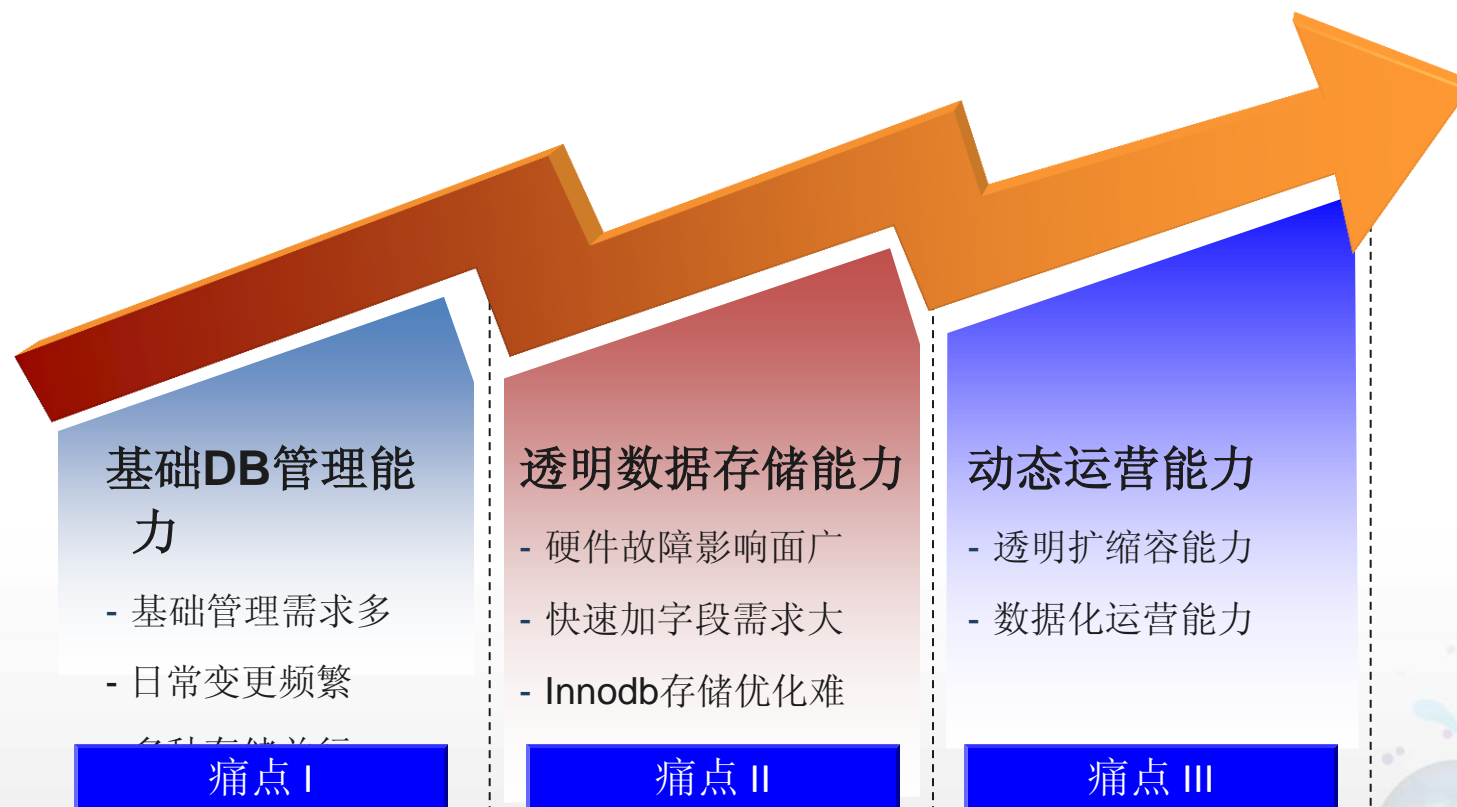 基础DB管理能
力
- 基础管理需求多
- 日常变更频繁
痛点 I
透明数据存储能力
- 硬件故障影响面广
- 快速加字段需求大
- Innodb存储优化难
痛点 II
动态运营能力
- 透明扩缩容能力
- 数据化运营能力
痛点 III